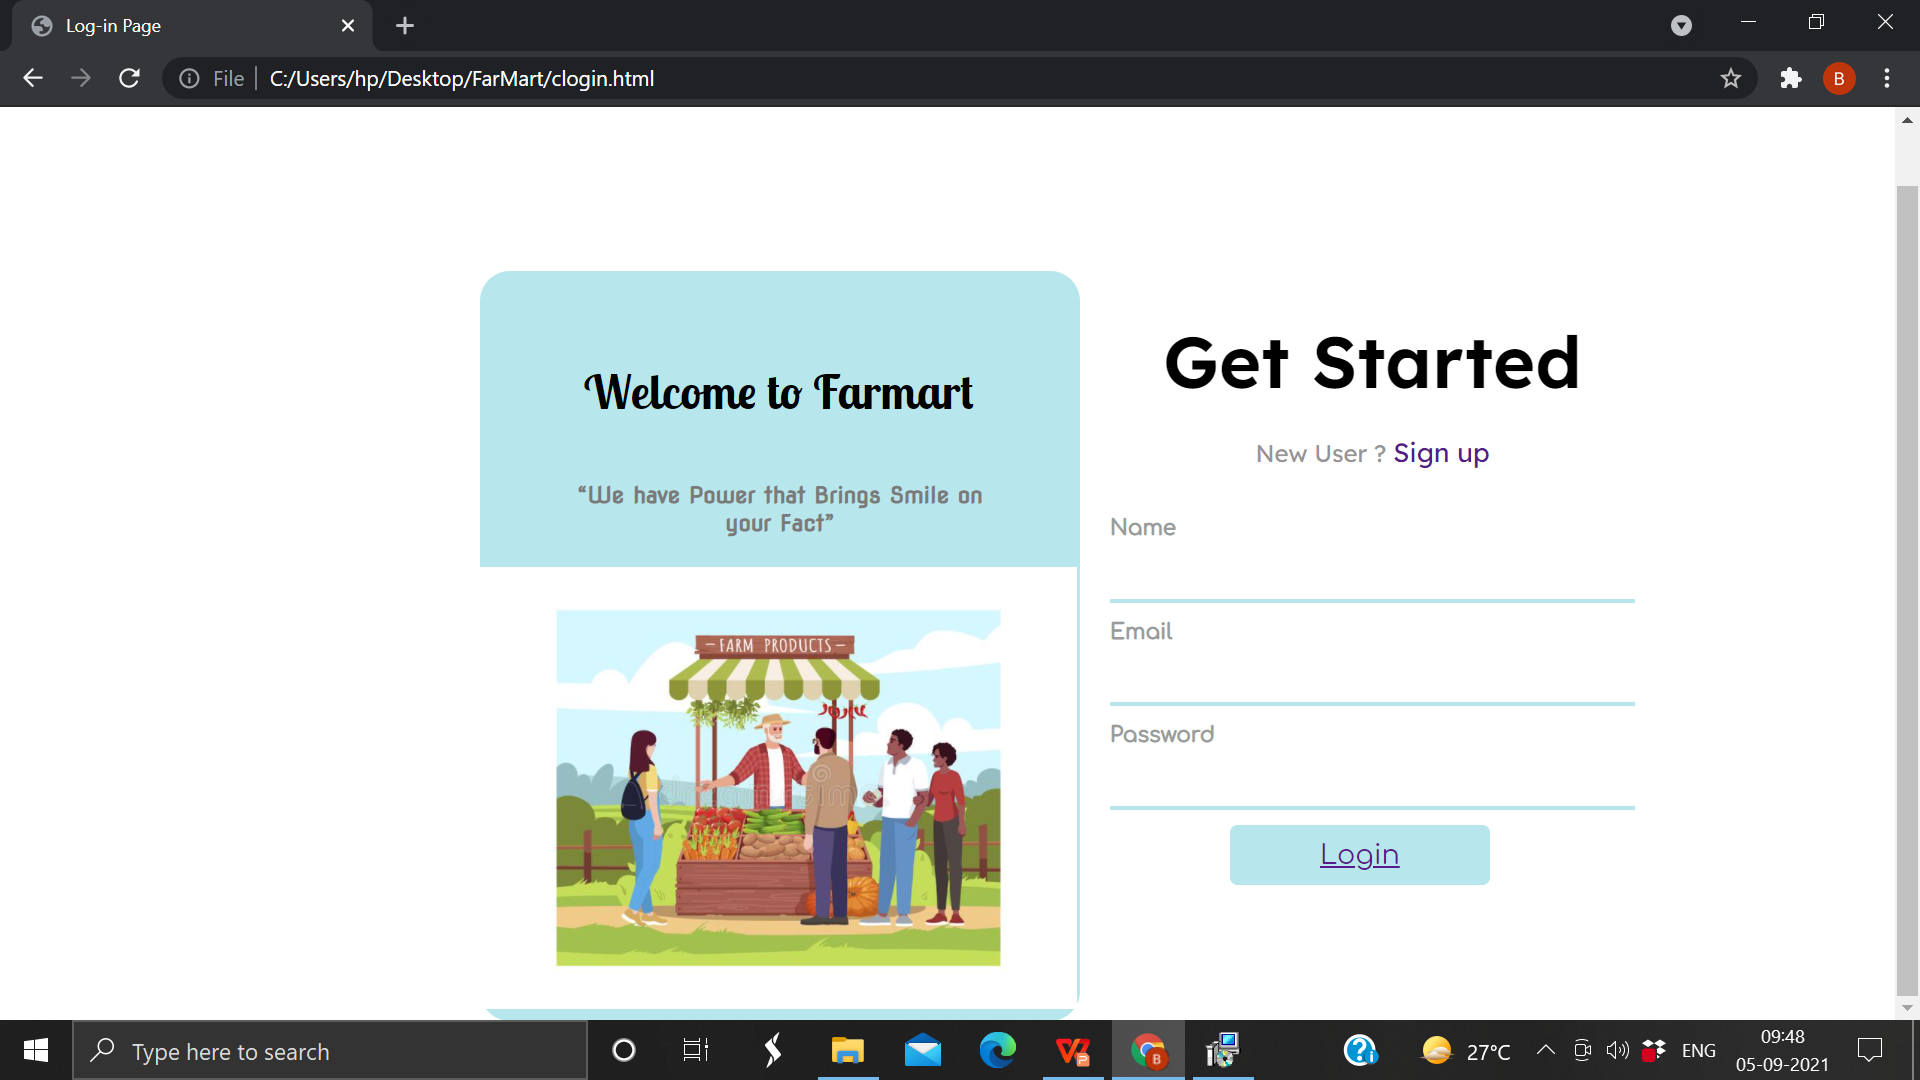 Log-in Page
File
C:/Users/hp/Desktop/FarMart/clogin.html
B
Welcome to Farmart
“We have Power that Brings Smile on
your Fact”
FARM PRODUCTS
Get Started
New User ? Sign up
Name
Email
Password
Login
Type here to search
B
27°C
ENG
09:48
05-09-2021